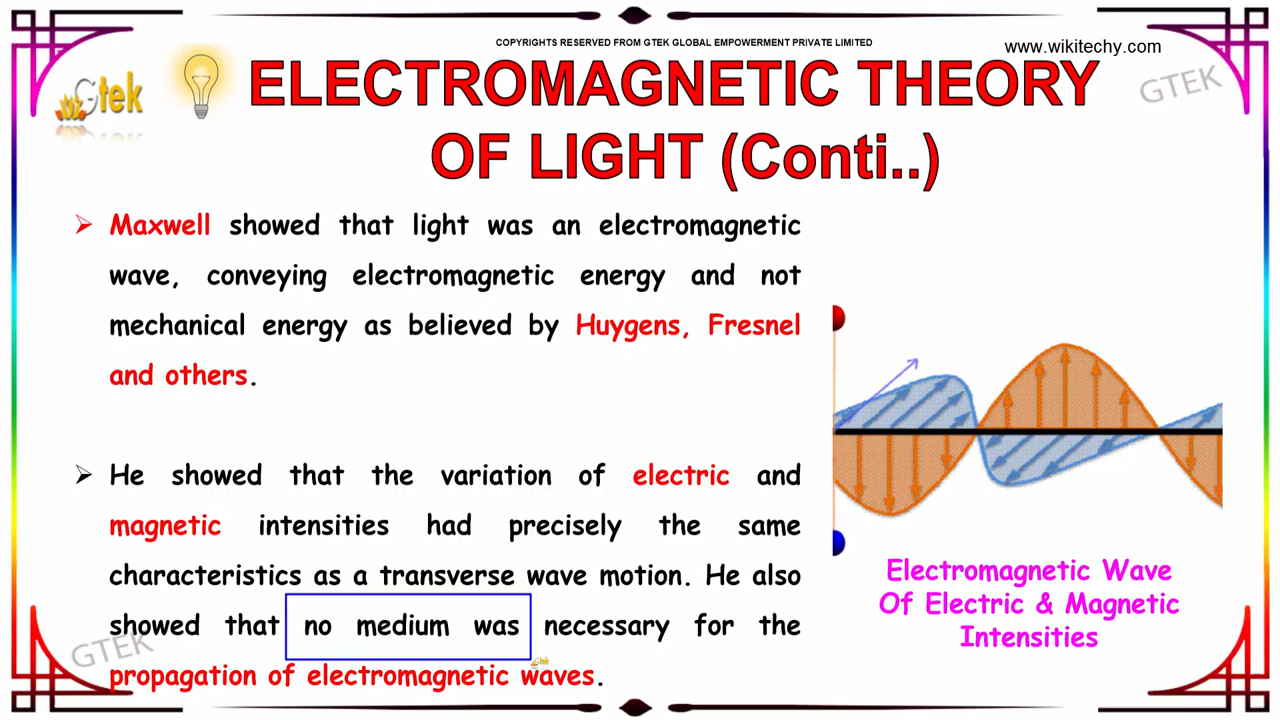 COPYRIGHTS RESERVED FROM GTEK GLOBAL EMPOWERMENT PRIVATE LIMITED
www.wikitechy.com
Gtek
GTEK
ELECTROMAGNETIC THEORY
OF LIGHT (Conti..)
Maxwell showed that light was an electromagnetic
wave, conveying electromagnetic energy and not
mechanical energy as believed by Huygens, Fresnel
and others.
He showed that the variation of electric and
magnetic intensities had precisely the same
characteristics as a transverse wave motion. He also
showed that no medium was necessary for the
propagation of electromagnetic waves.
Electromagnetic Wave
Of Electric & Magnetic
Intensities
GTEK
Gtek